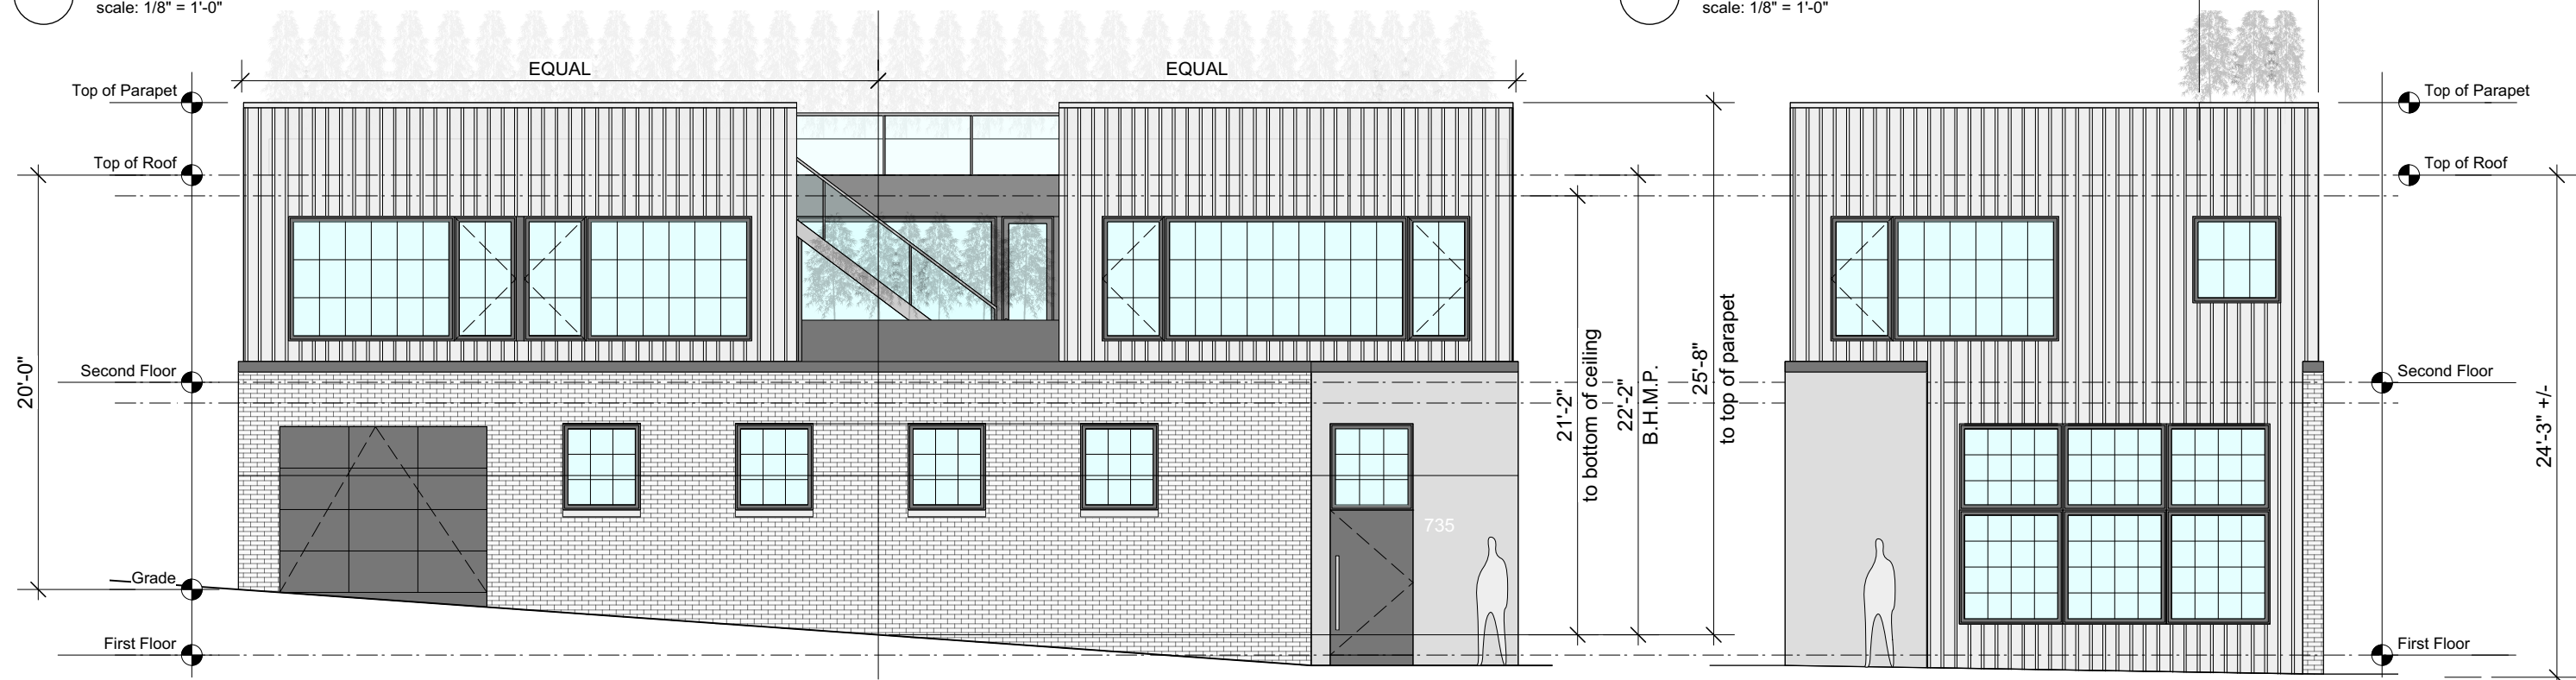 scale: 1/8" = 1'-0"
scale: 1/8" = 1'-0"
EQUAL
EQUAL
Top of Parapet
Top of Parapet
Top of Roof
Top of Roof
20'-0"
Second Floor
Second Floor
21'-2"
to bottom of ceiling
22'-2"
B.H.M.P.
25'-8"
to top of parapet
24'-3" +/-
735
Grade
First Floor
First Floor